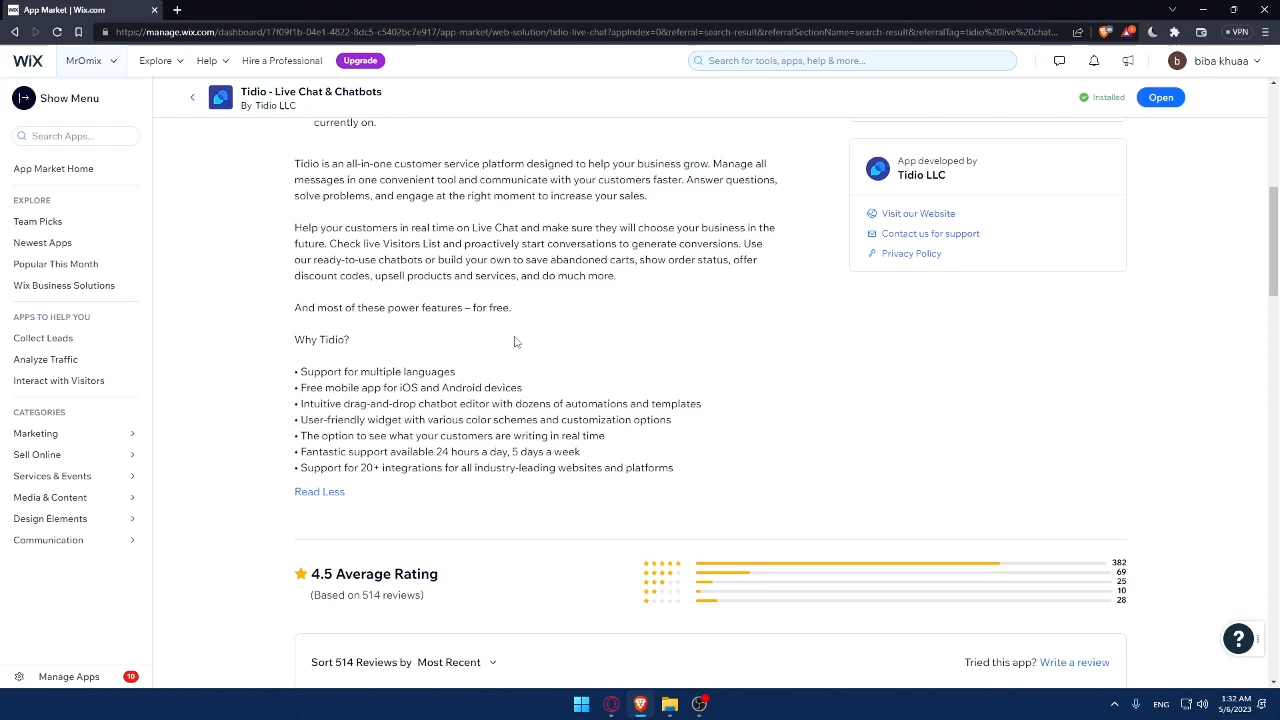 App Market | Wix.com
https://manage.wix.com/dashboard/17f09f1b-04e1-4822-8dc5-c5402bc7e917/app-market/web-solution/tidio-live-chat?appIndex=0&referral=search-result&referralSectionName=search-result&referralTag=tidio%20live%20chat...
VPN
WiX
MrOmix
Explore
Help
Hire a Professional
Upgrade
Search for tools, apps, help & more...
b
biba khuaa
Show Menu
Tidio - Live Chat & Chatbots
By Tidio LLC
Installed
Open
Search Apps...
App Market Home
EXPLORE
Team Picks
Newest Apps
Popular This Month
Wix Business Solutions
APPS TO HELP YOU
Collect Leads
Analyze Traffic
Interact with Visitors
CATEGORIES
Marketing
Sell Online
Services & Events
Media & Content
Design Elements
Communication
Manage Apps
10
currently on.
Tidio is an all-in-one customer service platform designed to help your business grow. Manage all
messages in one convenient tool and communicate with your customers faster. Answer questions,
solve problems, and engage at the right moment to increase your sales.
Help your customers in real time on Live Chat and make sure they will choose your business in the
future. Check live Visitors List and proactively start conversations to generate conversions. Use
our ready-to-use chatbots or build your own to save abandoned carts, show order status, offer
discount codes, upsell products and services, and do much more.
And most of these power features – for free.
Why Tidio?
• Support for multiple languages
• Free mobile app for iOS and Android devices
• Intuitive drag-and-drop chatbot editor with dozens of automations and templates
• User-friendly widget with various color schemes and customization options
• The option to see what your customers are writing in real time
• Fantastic support available 24 hours a day, 5 days a week
• Support for 20+ integrations for all industry-leading websites and platforms
Read Less
App developed by
Tidio LLC
Visit our Website
Contact us for support
Privacy Policy
4.5 Average Rating
(Based on 514 reviews)
382
69
25
10
28
Sort 514 Reviews by Most Recent
Tried this app? Write a review
?
ENG
1:32 AM
5/6/2023